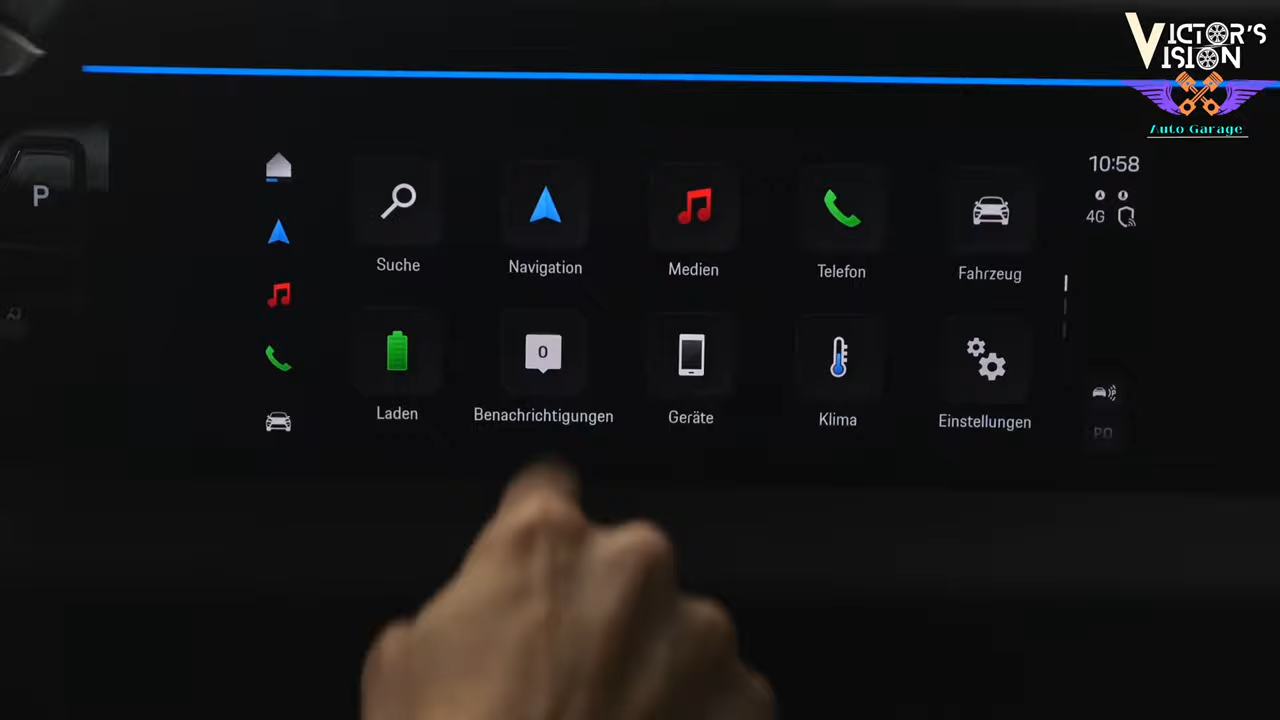 VICTOR'S
VISION
Auto Garage
P
10:58
4G
Suche
Navigation
Medien
Telefon
Fahrzeug
0
Laden
Benachrichtigungen
Geräte
Klima
Einstellungen